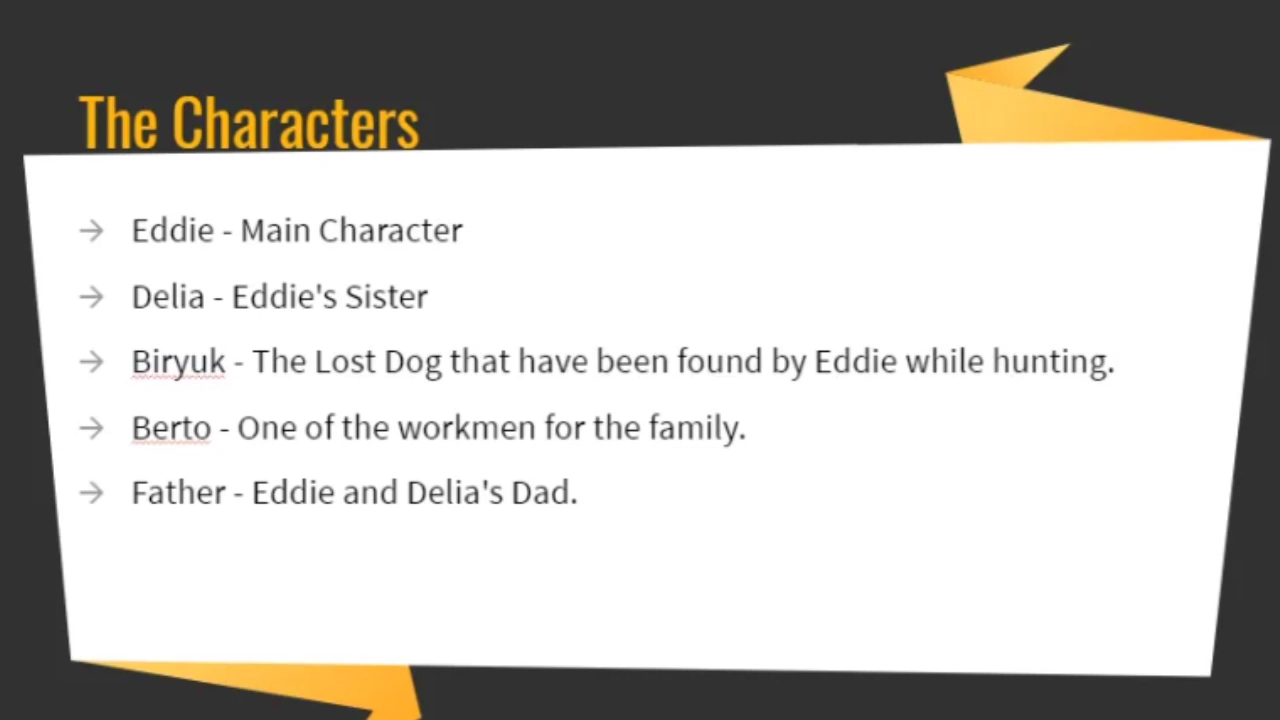 The Characters
→ Eddie - Main Character
→ Delia - Eddie's Sister
→ Biryuk - The Lost Dog that have been found by Eddie while hunting.
→ Berto - One of the workmen for the family.
→ Father - Eddie and Delia's Dad.